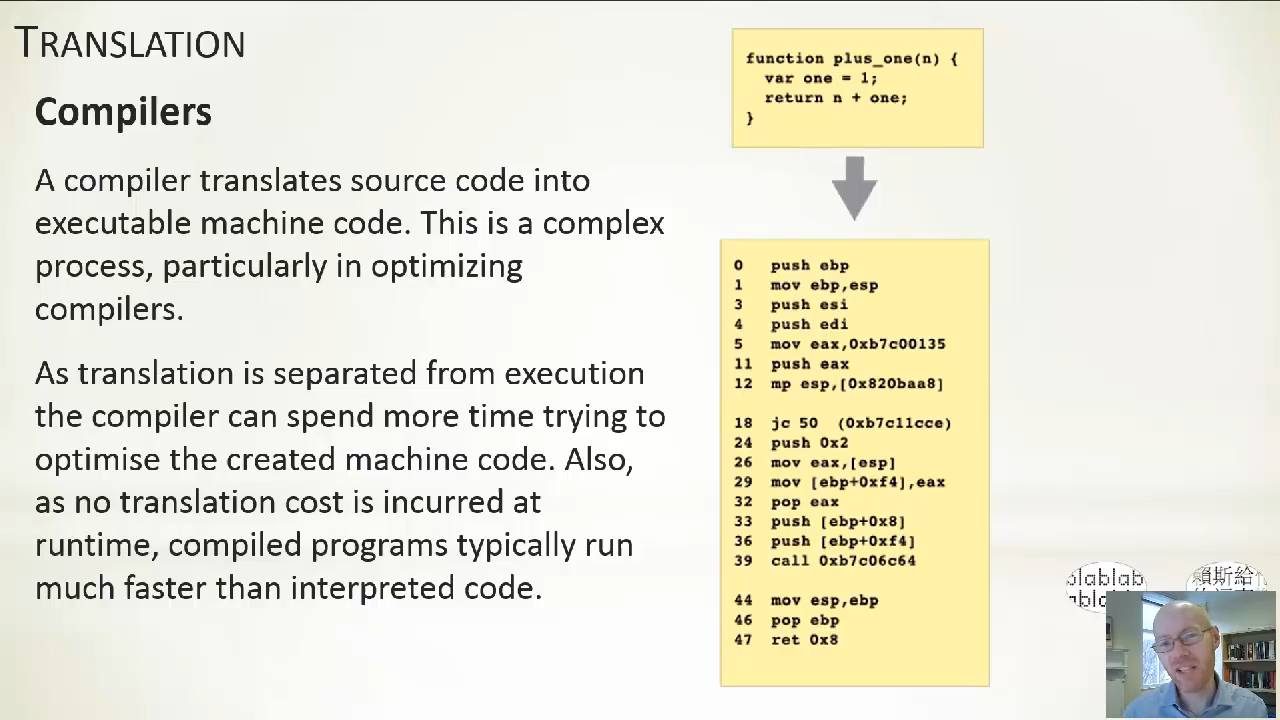 TRANSLATION
Compilers
A compiler translates source code into
executable machine code. This is a complex
process, particularly in optimizing
compilers.
As translation is separated from execution
the compiler can spend more time trying to
optimise the created machine code. Also,
as no translation cost is incurred at
runtime, compiled programs typically run
much faster than interpreted code.
function plus_one(n) {
var one = 1;
return n + one;
}
0 push ebp
1 mov ebp,esp
3 push esi
4 push edi
5 mov eax,0xb7c00135
11 push eax
12 mp esp,[0x820baa8]
18 jc 50 (0xb7c11cce)
24 push 0x2
26 mov eax,[esp]
29 mov [ebp+0xf4],eax
32 pop eax
33 push [ebp+0x8]
36 push [ebp+0xf4]
39 call 0xb7c06c64
44 mov esp,ebp
46 pop ebp
47 ret 0x8
blablab
斯給